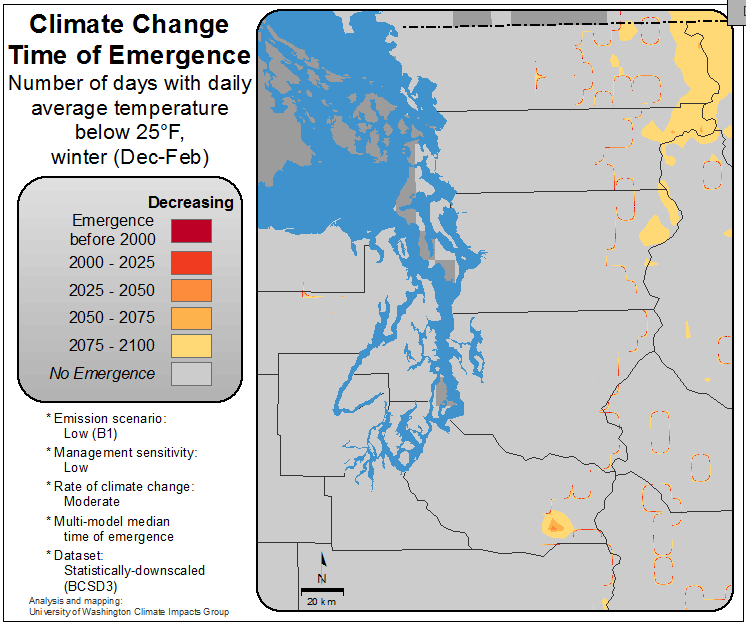 Climate Change
Time of Emergence
Number of days with daily
average temperature
below 25°F,
winter (Dec-Feb)
Decreasing
Emergence
before 2000
2000 - 2025
2025 - 2050
2050 - 2075
2075 - 2100
No Emergence
* Emission scenario:
Low (B1)
* Management sensitivity:
Low
* Rate of climate change:
Moderate
* Multi-model median
time of emergence
* Dataset:
Statistically-downscaled
(BCSD3)
Analysis and mapping:
University of Washington Climate Impacts Group
N
20 km